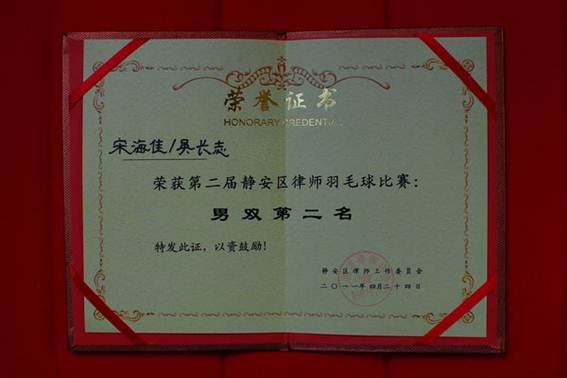 荣誉证书
HONORARY CREDENTIAL
宋海佳/吴长志
荣获第二届静安区律师羽毛球比赛：
男双第二名
特发此证，以资鼓励！
静安区律师工作委员会
二〇一一年四月二十四日